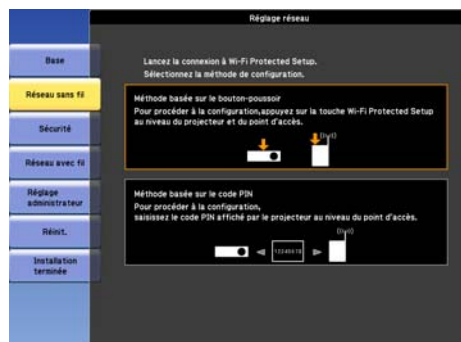 Réglage réseau
Base
Réseau sans fil
Sécurité
Réseau avec fil
Réglage
administrateur
Réinit.
Installation
terminée
Lancez la connexion à Wi-Fi Protected Setup.
Sélectionnez la méthode de configuration.
Méthode basée sur le bouton-poussoir
Pour procéder à la configuration,appuyez sur la touche Wi-Fi Protected Setup
au niveau du projecteur et du point d'accès.
Méthode basée sur le code PIN
Pour procéder à la configuration,
saisissez le code PIN affiché par le projecteur au niveau du point d'accès.
12345678